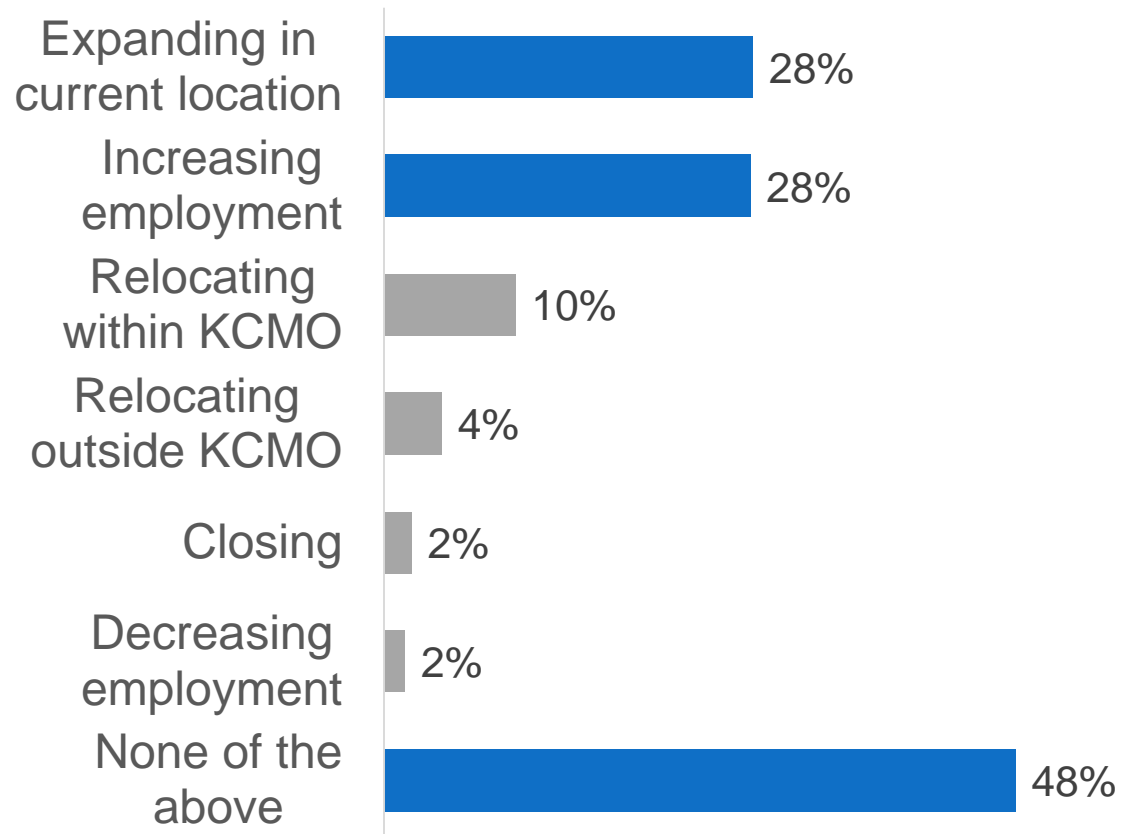 Expanding in
current location
28%
Increasing
employment
28%
Relocating
within KCMO
10%
Relocating
outside KCMO
4%
Closing
2%
Decreasing
employment
2%
None of the
above
48%